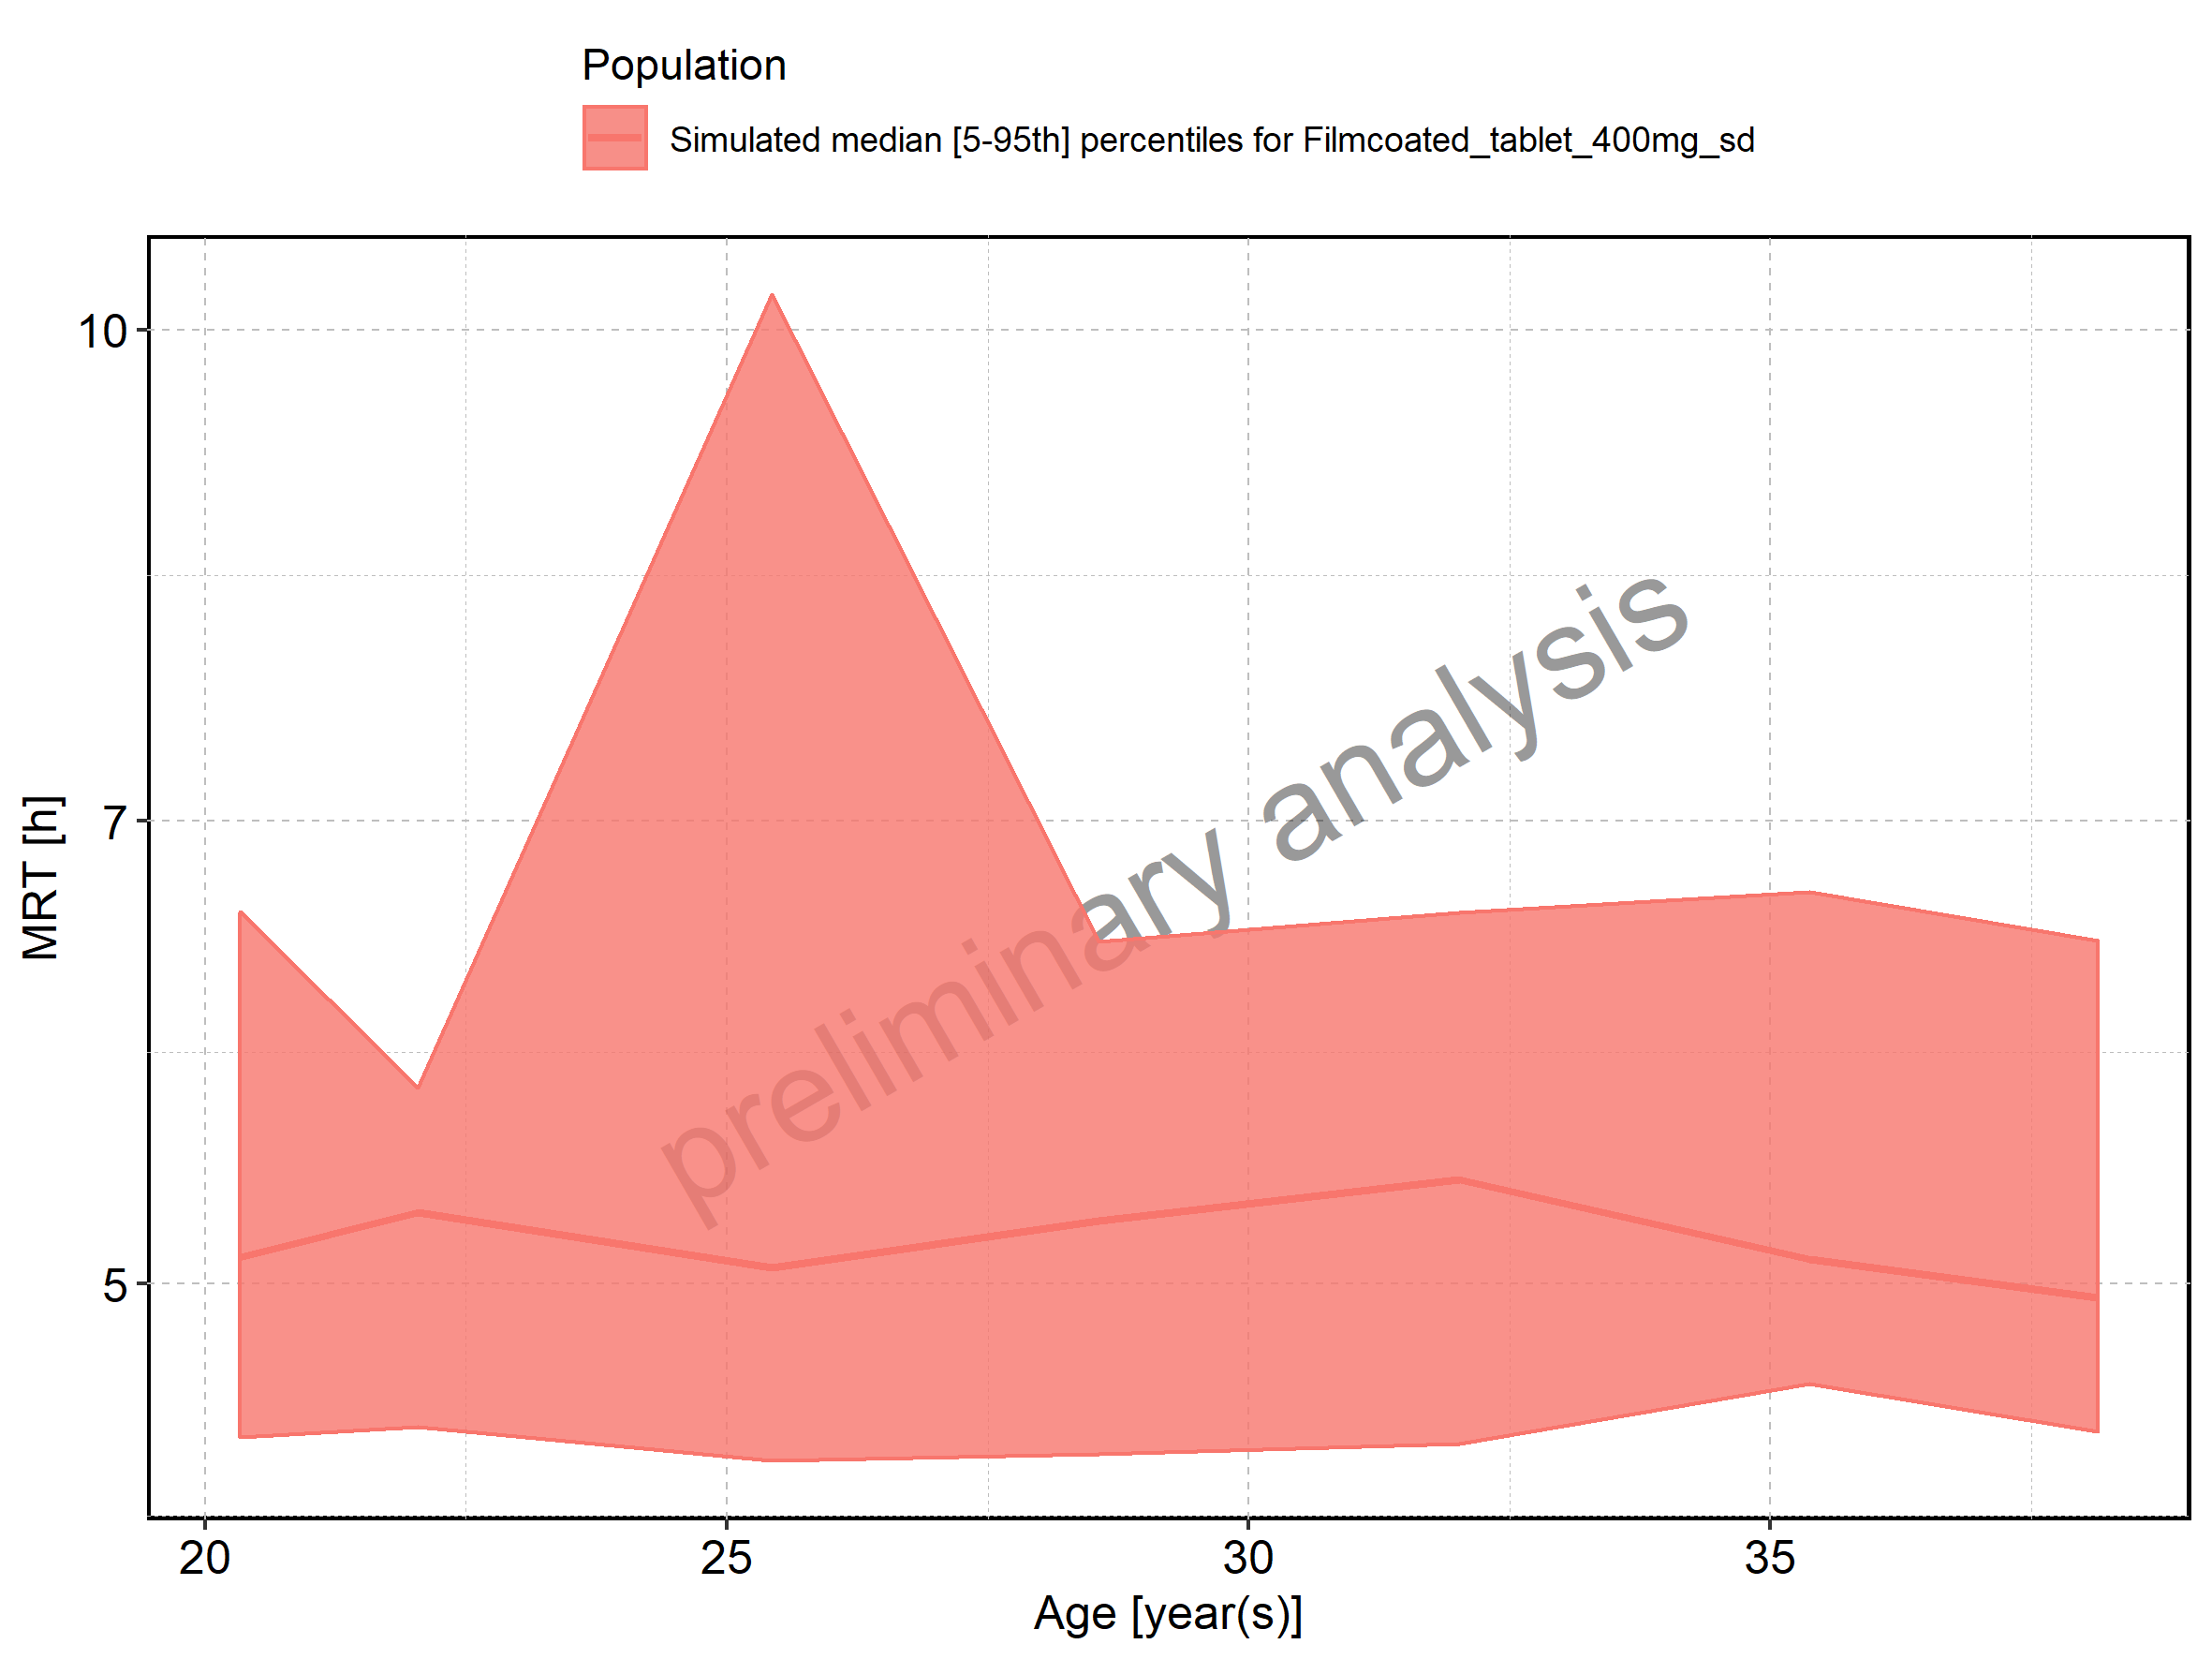 Population
Simulated median [5-95th] percentiles for Filmcoated_tablet_400mg_sd
MRT [h]
10
7
5
preliminary analysis
20
25
30
35
Age [year(s)]